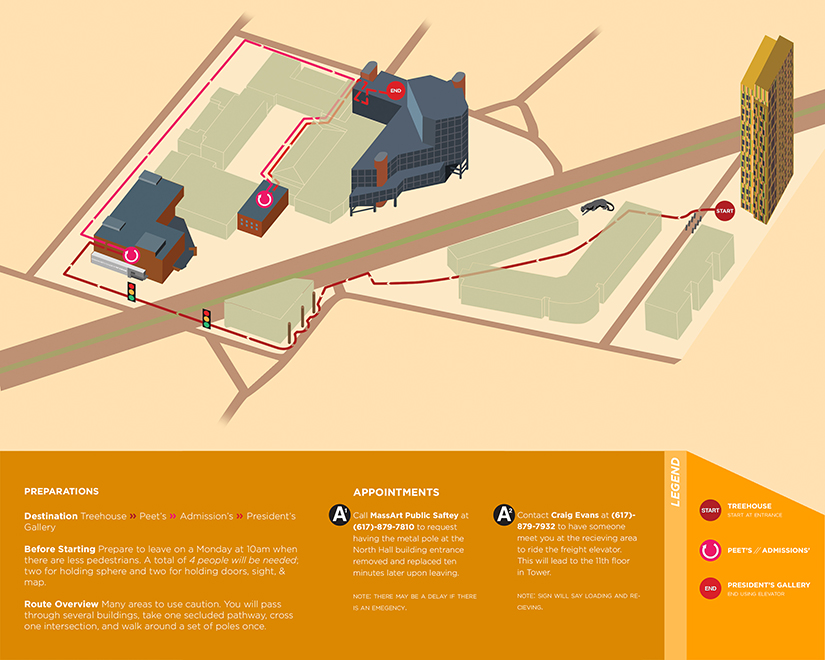 END
START
PREPARATIONS
Destination Treehouse » Peet's » Admission's » President's
Gallery
Before Starting Prepare to leave on a Monday at 10am when
there are less pedestrians. A total of 4 people will be needed;
two for holding sphere and two for holding doors, sight, &
map.
Route Overview Many areas to use caution. You will pass
through several buildings, take one secluded pathway, cross
one intersection, and walk around a set of poles once.
APPOINTMENTS
A1
Call MassArt Public Saftey at
(617)-879-7810 to request
having the metal pole at the
North Hall building entrance
removed and replaced ten
minutes later upon leaving.
NOTE: THERE MAY BE A DELAY IF THERE
IS AN EMEGENCY.
A2
Contact Craig Evans at (617)-
879-7932 to have someone
meet you at the recieving area
to ride the freight elevator.
This will lead to the 11th floor
in Tower.
NOTE: SIGN WILL SAY LOADING AND RE-
CIEVING.
LEGEND
START
TREEHOUSE
START AT ENTRANCE
PEET'S // ADMISSIONS'
END
PRESIDENT'S GALLERY
END USING ELEVATOR